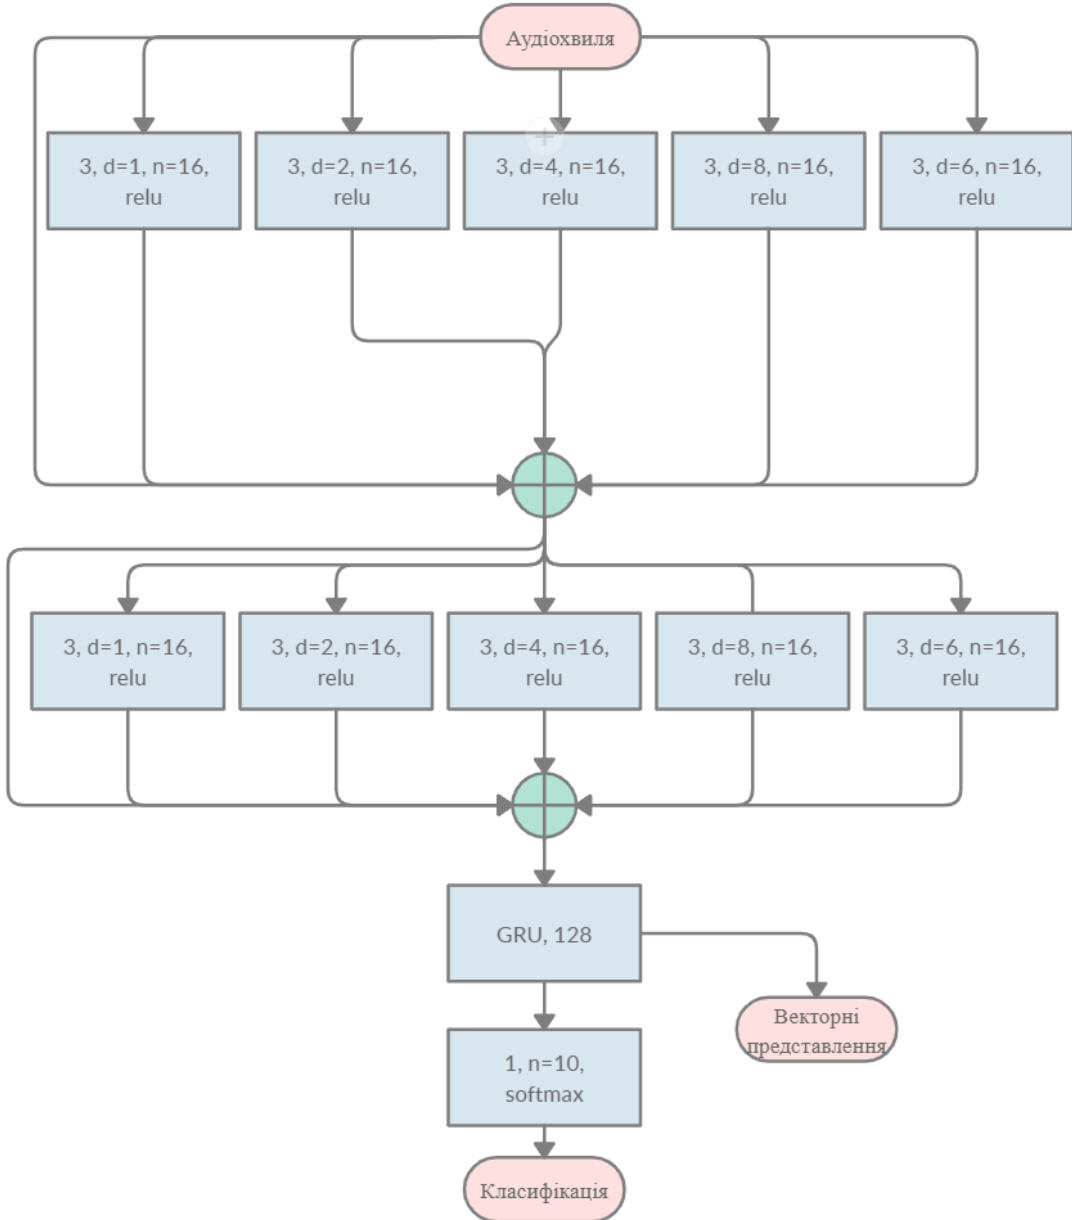 Аудіохвиля
3, d=1, n=16,
relu
3, d=2, n=16,
relu
3, d=4, n=16,
relu
3, d=8, n=16,
relu
3, d=6, n=16,
relu
3, d=1, n=16,
relu
3, d=2, n=16,
relu
3, d=4, n=16,
relu
3, d=8, n=16,
relu
3, d=6, n=16,
relu
GRU, 128
Векторні
представлення
1, n=10,
softmax
Класифікація